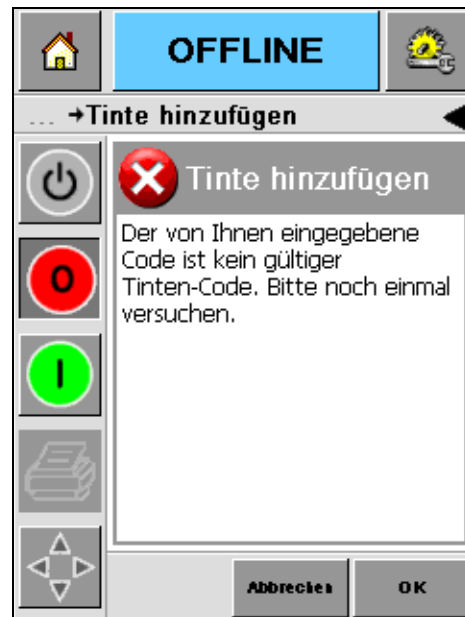 OFFLINE
... →Tinte hinzufügen
Tinte hinzufügen
Der von Ihnen eingegebene
Code ist kein gültiger
Tinten-Code. Bitte noch einmal
versuchen.
O
I
Abbrechen
OK